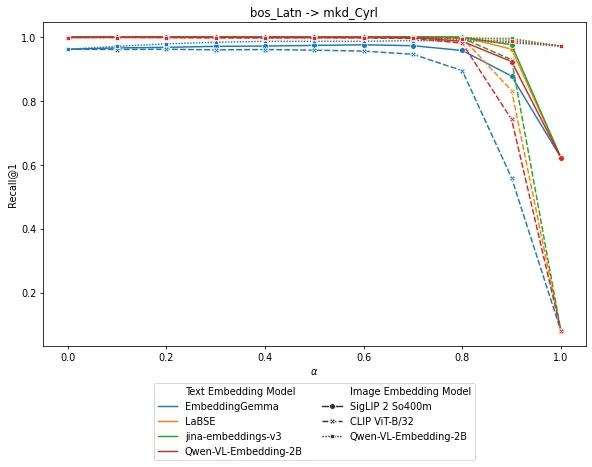 bos_Latn -> mkd_Cyrl
Recall@1
1.0
0.8
0.6
0.4
0.2
0.0 0.2 0.4 0.6 0.8 1.0
α
Text Embedding Model Image Embedding Model
EmbeddingGemma SigLIP 2 So400m
LaBSE CLIP ViT-B/32
jina-embeddings-v3 Qwen-VL-Embedding-2B
Qwen-VL-Embedding-2B